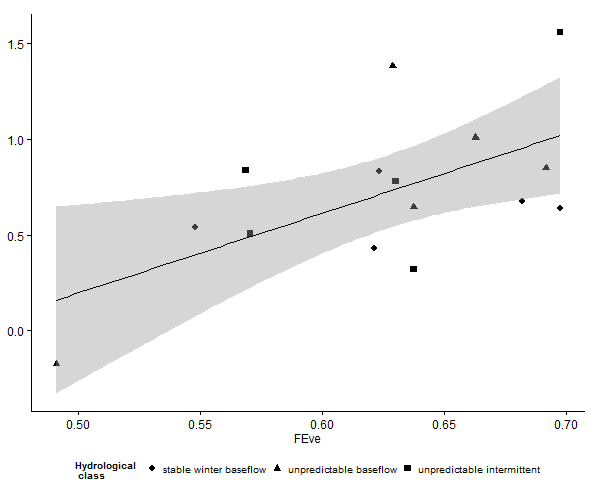 1.5
1.0
0.5
0.0
0.50 0.55 0.60 0.65 0.70
FEve
Hydrological
class
stable winter baseflow unpredictable baseflow unpredictable intermittent